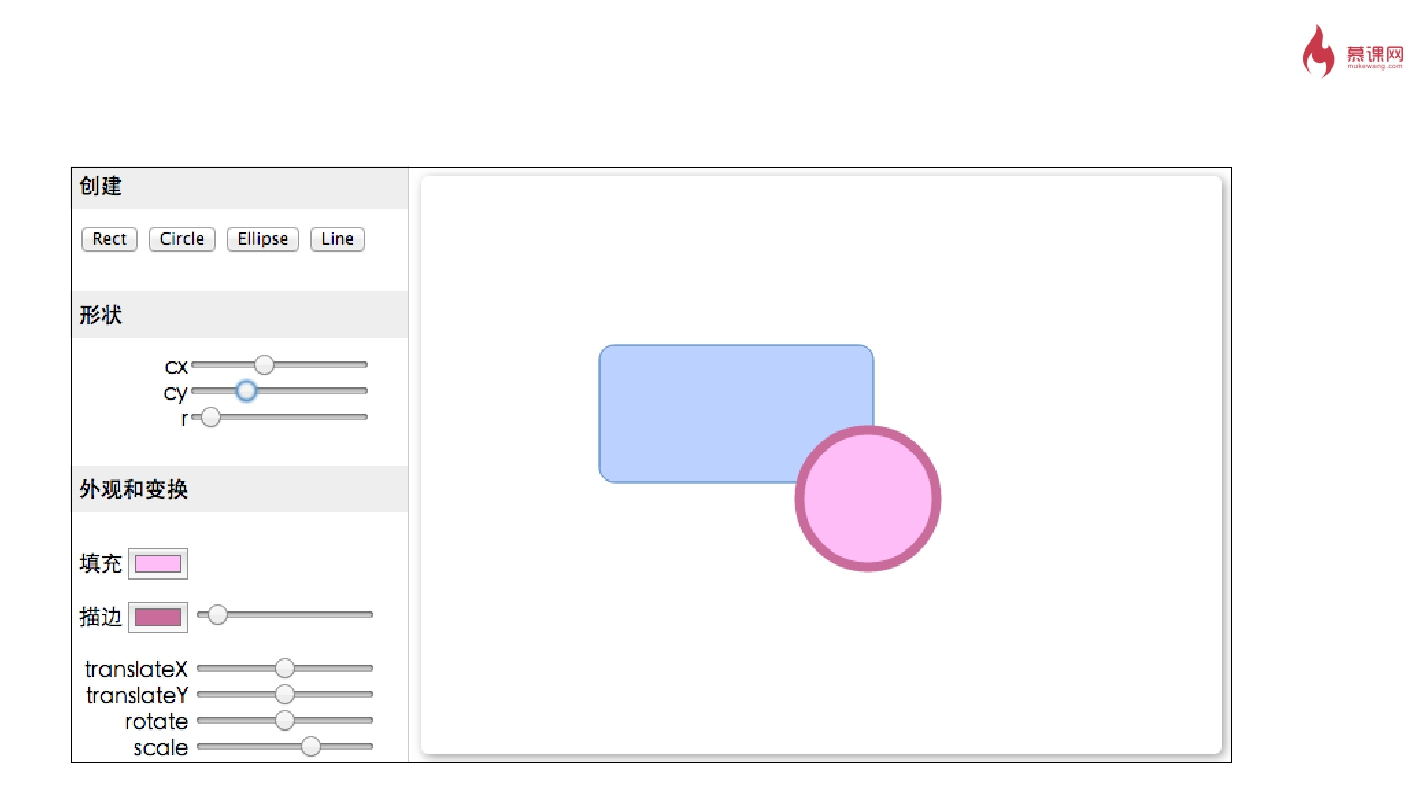 慕课网
mukewang.com
创建
Rect Circle Ellipse Line
形状
cx
cy
r
外观和变换
填充
描边
translateX
translateY
rotate
scale